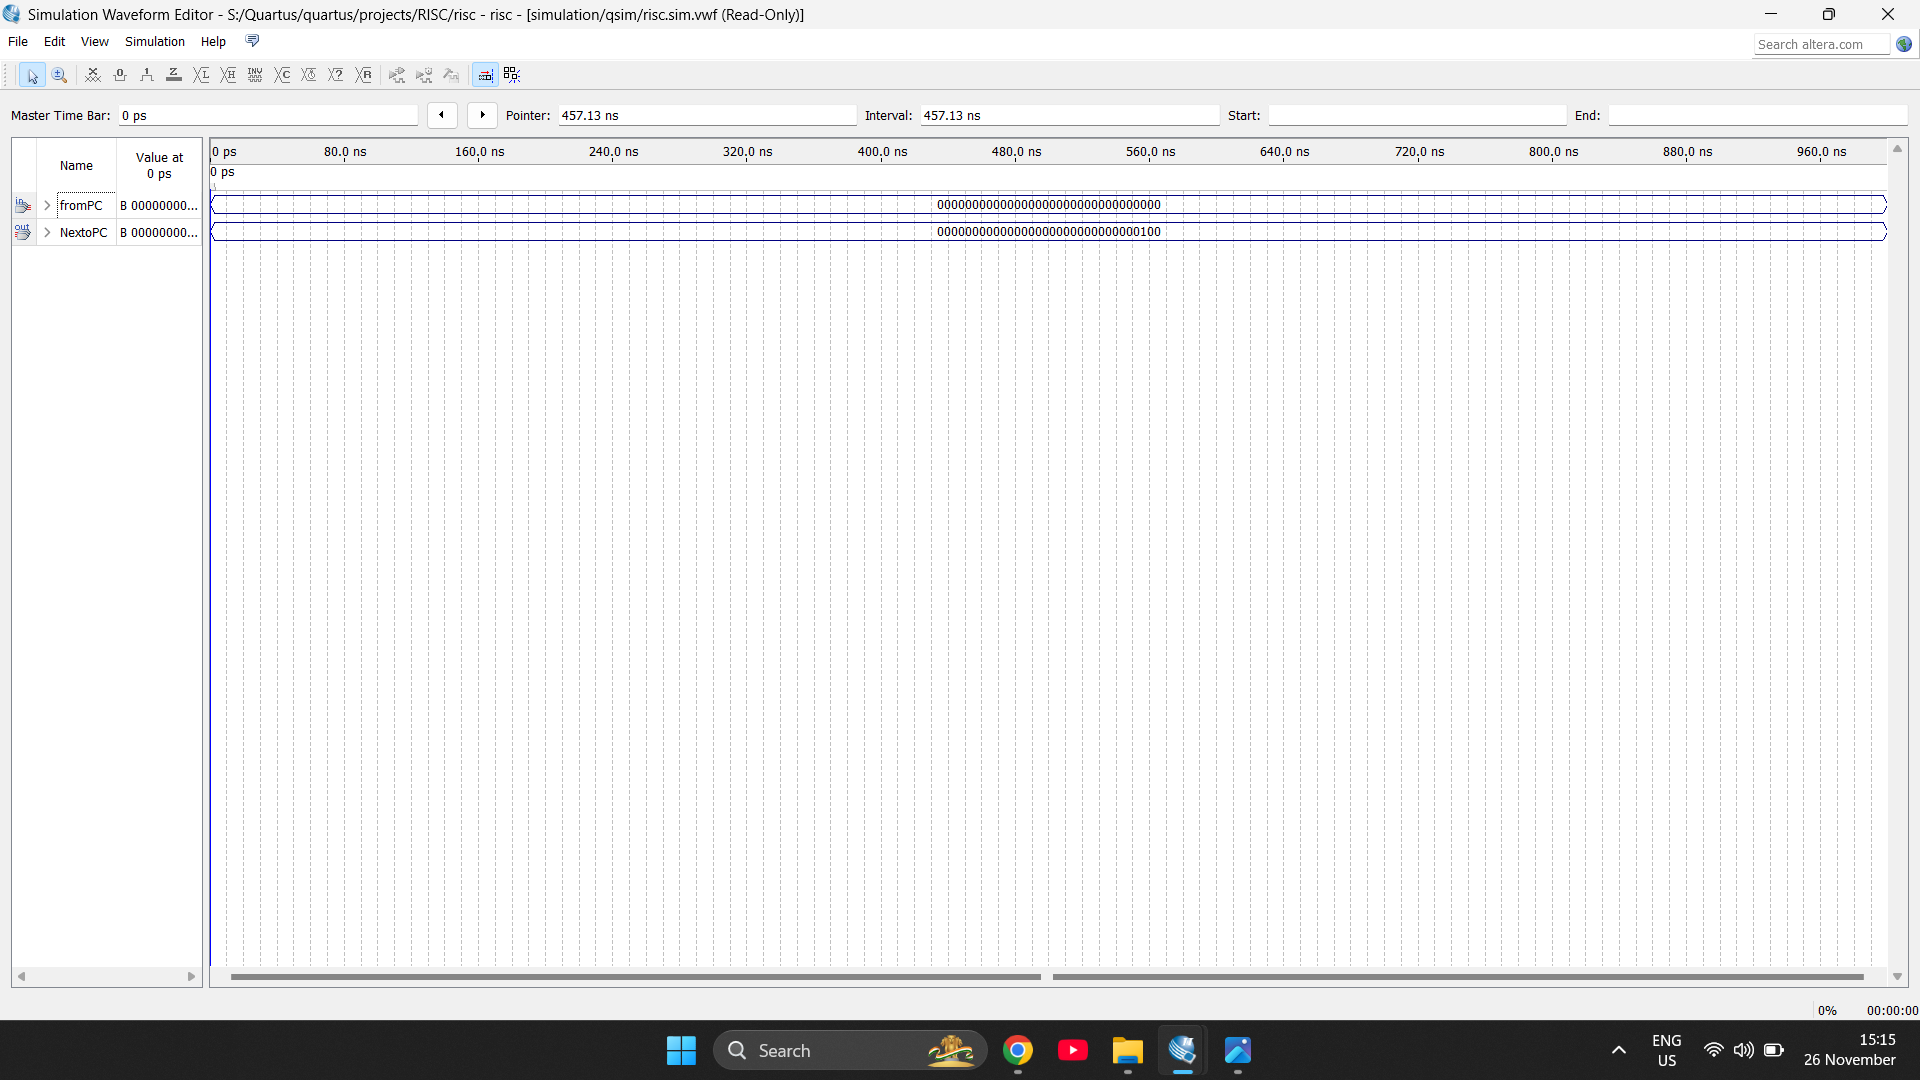 Simulation Waveform Editor - S:/Quartus/quartus/projects/RISC/risc - risc - [simulation/qsim/risc.sim.vwf (Read-Only)]
File Edit View Simulation Help
Search altera.com
Master Time Bar: 0 ps Pointer: 457.13 ns Interval: 457.13 ns Start: End:
Name Value at 0 ps
0 ps 80.0 ns 160.0 ns 240.0 ns 320.0 ns 400.0 ns 480.0 ns 560.0 ns 640.0 ns 720.0 ns 800.0 ns 880.0 ns 960.0 ns
0 ps
fromPC B 00000000... 00000000000000000000000000000000
NextoPC B 00000000... 00000000000000000000000000000100
0% 00:00:00
Search
ENG US
15:15
26 November